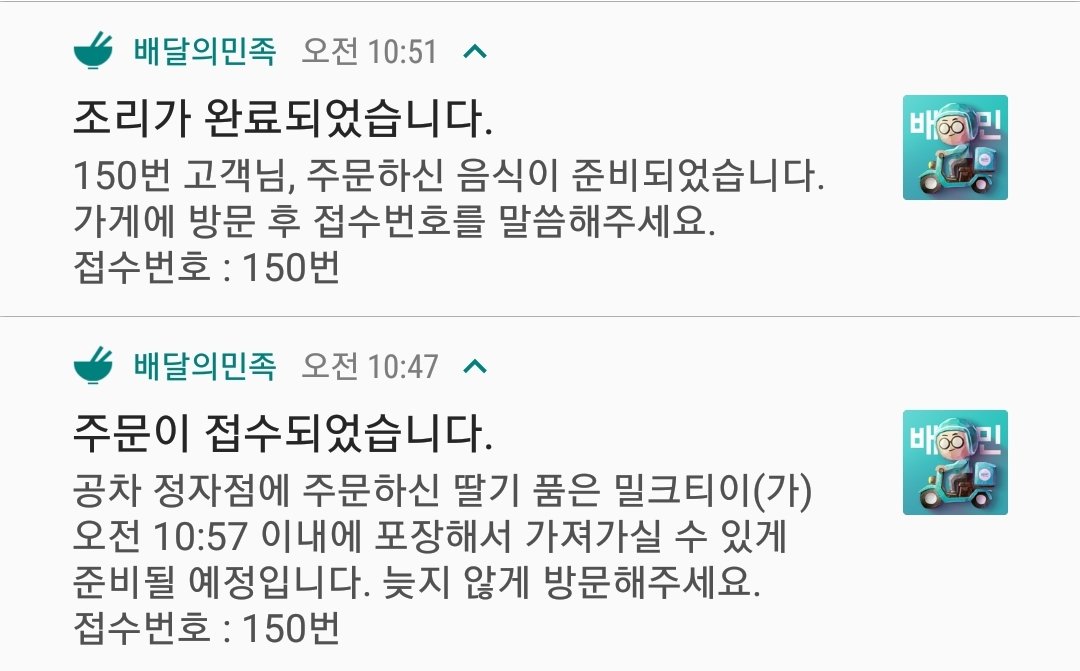 배달의민족 오전 10:51
조리가 완료되었습니다.
배민
150번 고객님, 주문하신 음식이 준비되었습니다.
가게에 방문 후 접수번호를 말씀해주세요.
접수번호 : 150번
배달의민족 오전 10:47
주문이 접수되었습니다.
배민
공차 정자점에 주문하신 딸기 품은 밀크티이(가)
오전 10:57 이내에 포장해서 가져가실 수 있게
준비될 예정입니다. 늦지 않게 방문해주세요.
접수번호 : 150번